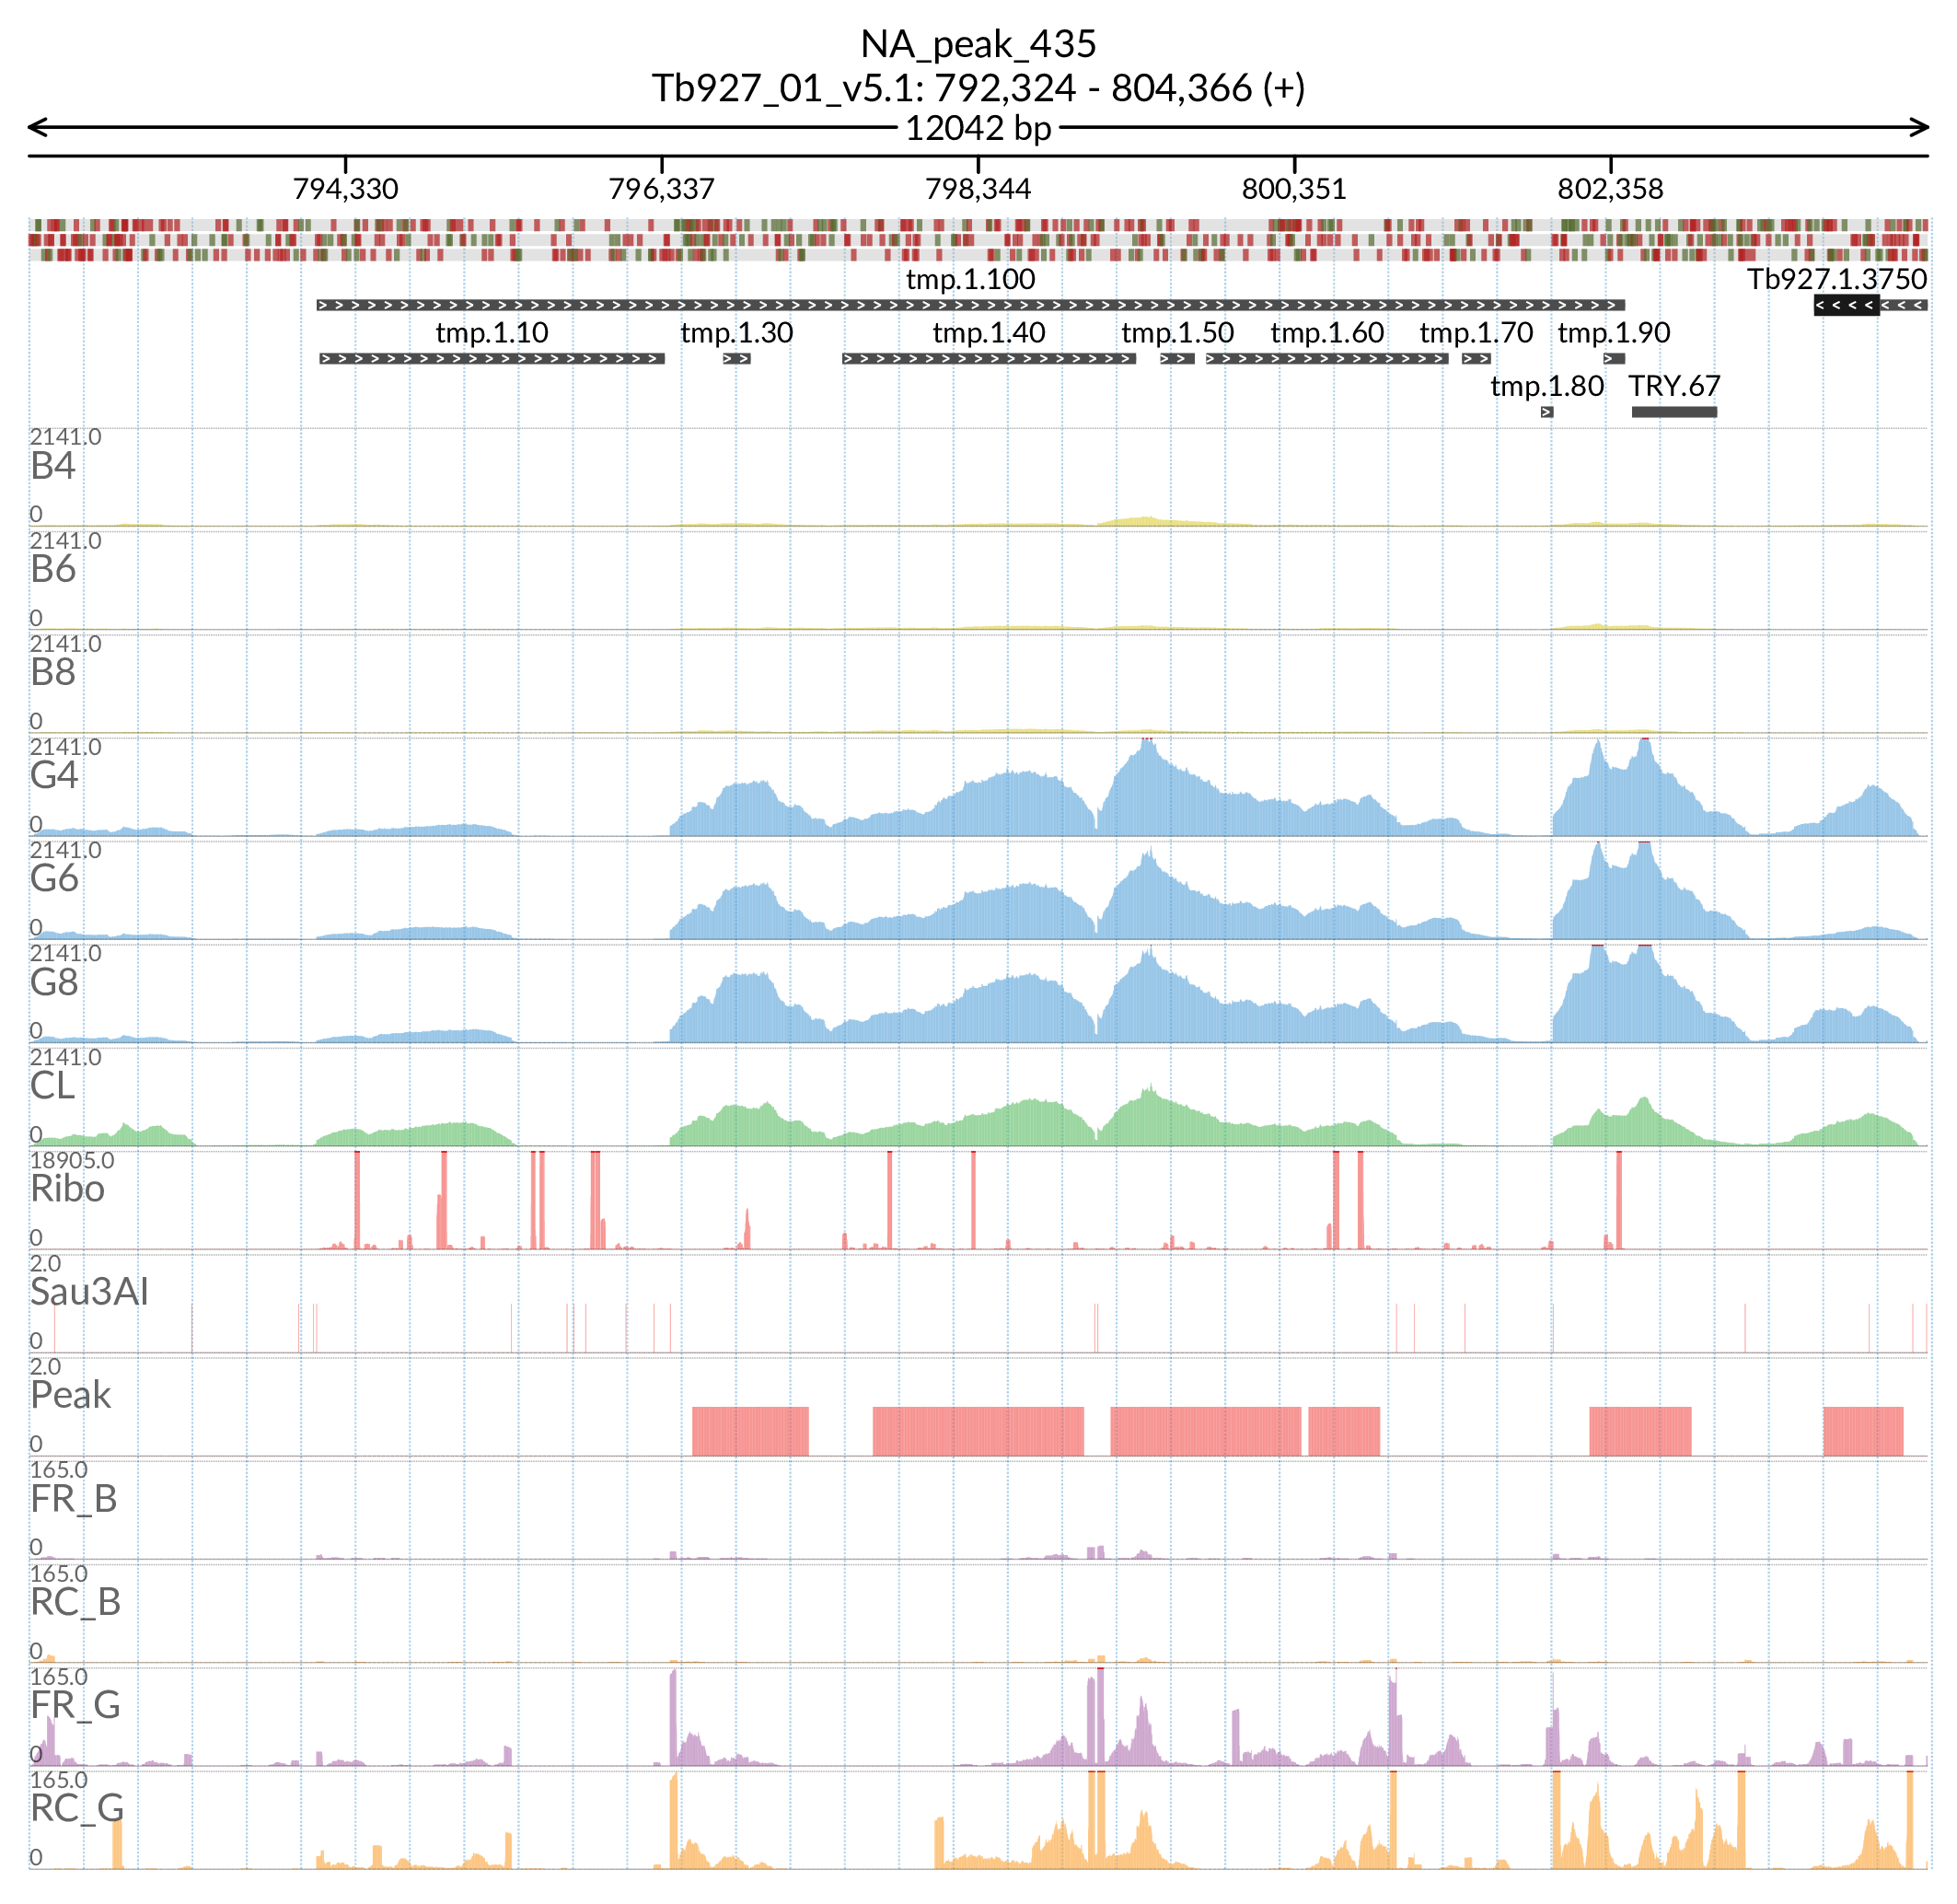 NA_peak_435
Tb927_01_v5.1: 792,324 - 804,366 (+)
12042 bp
794,330 796,337 798,344 800,351 802,358
tmp.1.100 Tb927.1.3750
tmp.1.10 tmp.1.30 tmp.1.40 tmp.1.50 tmp.1.60 tmp.1.70 tmp.1.90
tmp.1.80 TRY.67
2141.0
B4
0
2141.0
B6
0
2141.0
B8
0
2141.0
G4
0
2141.0
G6
0
2141.0
G8
0
2141.0
CL
0
18905.0
Ribo
0
2.0
Sau3AI
0
2.0
Peak
0
165.0
FR_B
0
165.0
RC_B
0
165.0
FR_G
0
165.0
RC_G
0